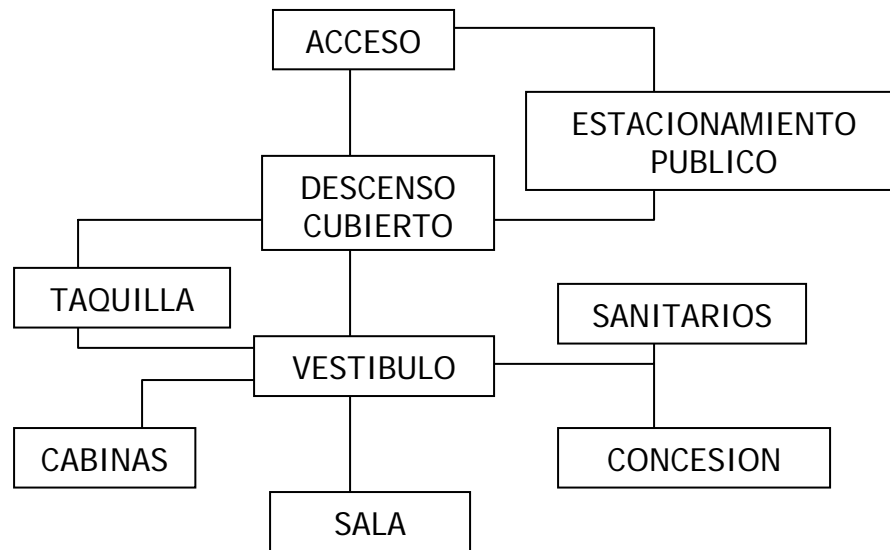 ACCESO
ESTACIONAMIENTO
PUBLICO
DESCENSO
CUBIERTO
TAQUILLA
SANITARIOS
VESTIBULO
CABINAS
CONCESION
SALA